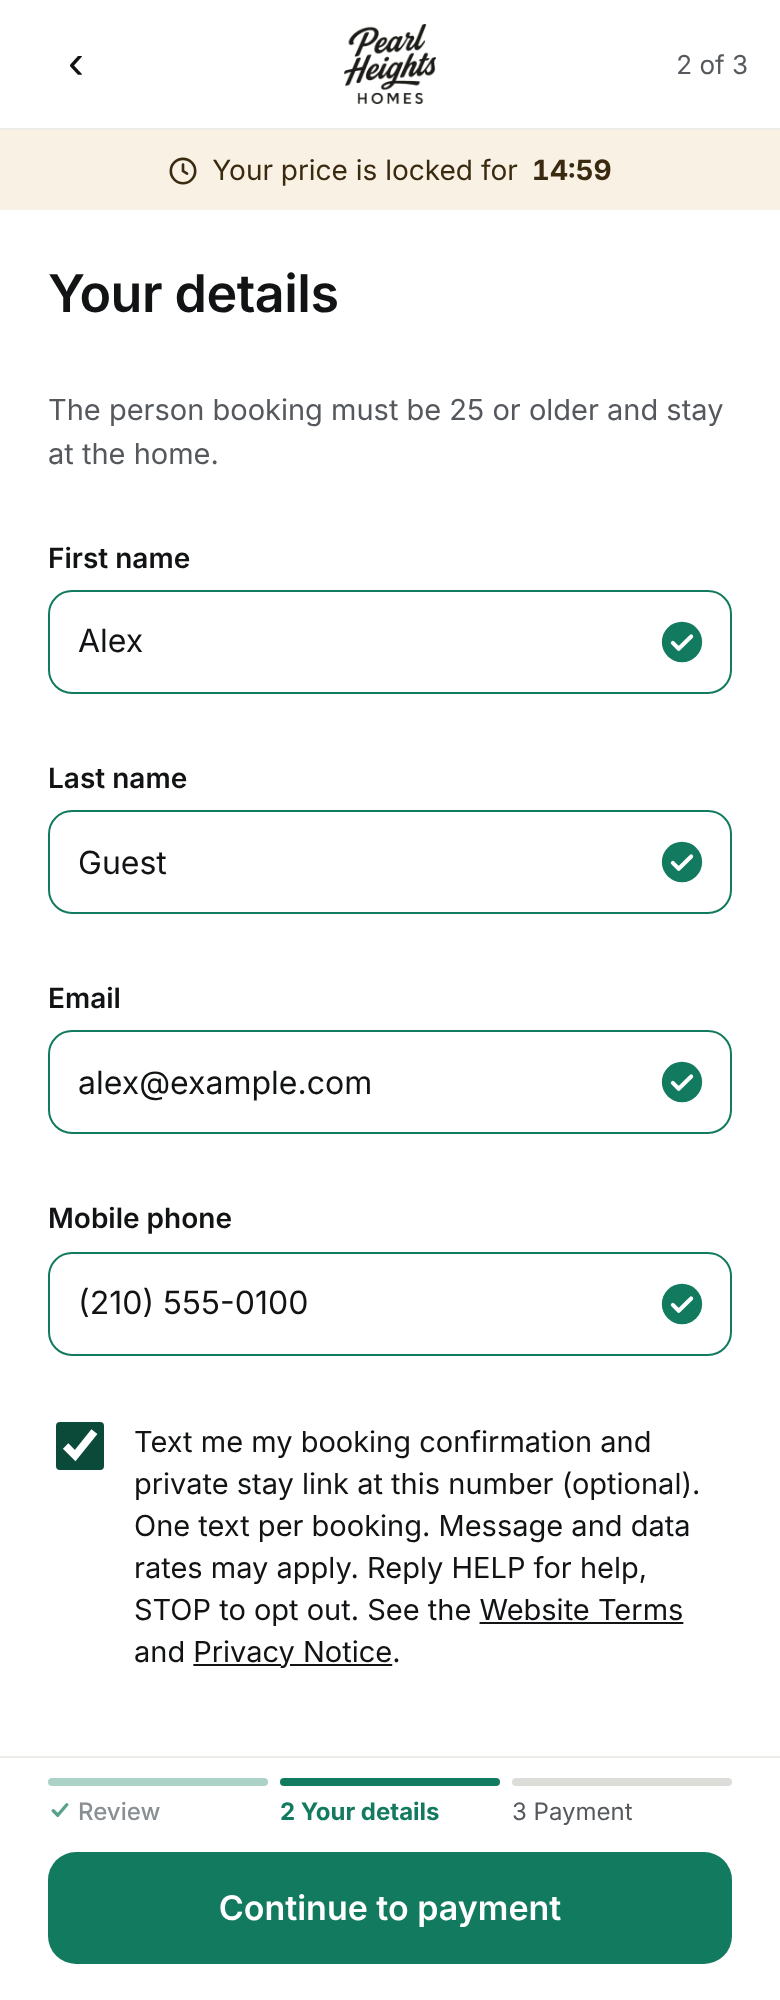 Pearl
Heights
HOMES
2 of 3
Your price is locked for 14:59
Your details
The person booking must be 25 or older and stay
at the home.
First name
Alex
Last name
Guest
Email
alex@example.com
Mobile phone
(210) 555-0100
Text me my booking confirmation and
private stay link at this number (optional).
One text per booking. Message and data
rates may apply. Reply HELP for help,
STOP to opt out. See the Website Terms
and Privacy Notice.
Review
2 Your details
3 Payment
Continue to payment